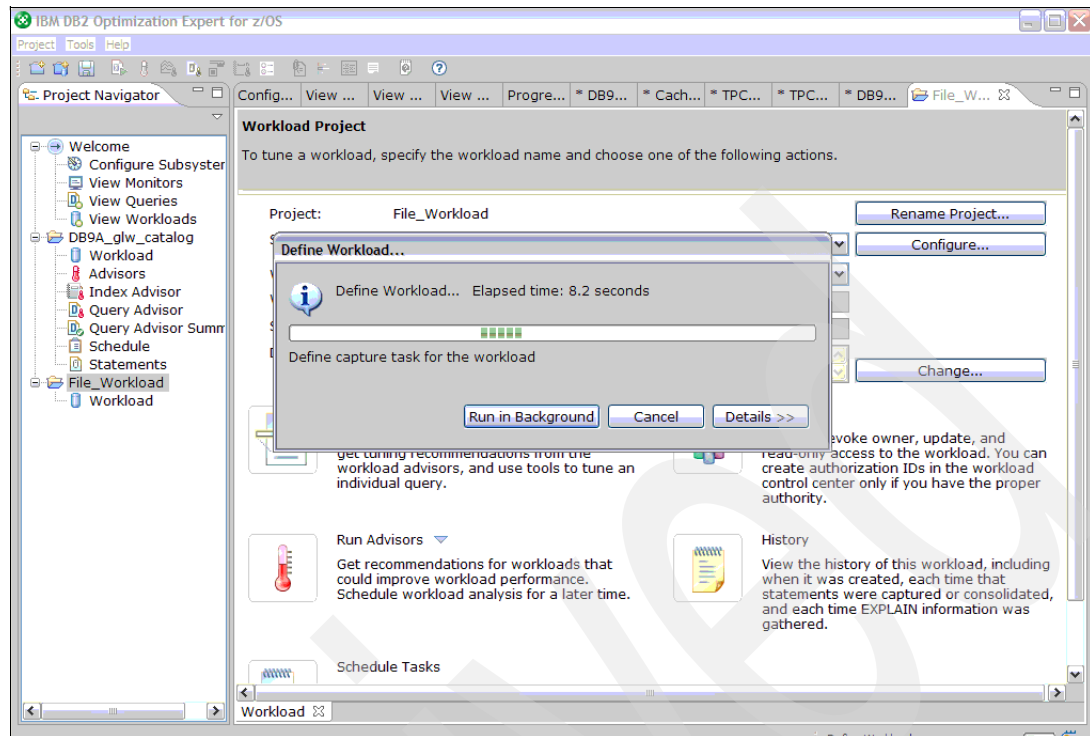 IBM DB2 Optimization Expert for z/OS
Project Tools Help
Project Navigator
Config... View ... View ... View ... Progre... * DB9... * Cach... * TPC... * TPC... * DB9... File_W...
Welcome
Configure Subsyster
View Monitors
View Queries
View Workloads
DB9A_glw_catalog
Workload
Advisors
Index Advisor
Query Advisor
Query Advisor Summ
Schedule
Statements
File_Workload
Workload
Workload Project
To tune a workload, specify the workload name and choose one of the following actions.
Project: File_Workload
Rename Project...
Configure...
Change...
Define Workload...
Define Workload... Elapsed time: 8.2 seconds
Define capture task for the workload
Run in Background Cancel Details >>
get tuning recommendations from the
workload advisors, and use tools to tune an
individual query.
evoke owner, update, and
read-only access to the workload. You can
create authorization IDs in the workload
control center only if you have the proper
authority.
Run Advisors
Get recommendations for workloads that
could improve workload performance.
Schedule workload analysis for a later time.
History
View the history of this workload, including
when it was created, each time that
statements were captured or consolidated,
and each time EXPLAIN information was
gathered.
Schedule Tasks
Workload